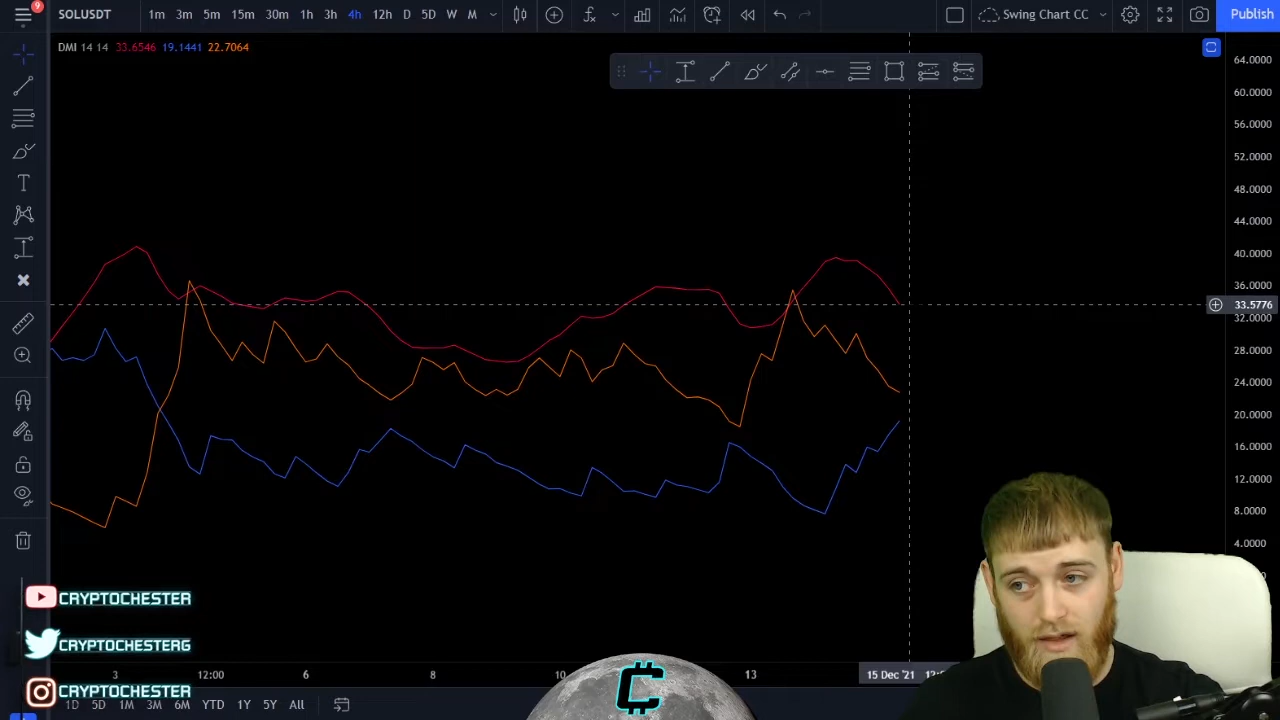 9
SOLUSDT 1m 3m 5m 15m 30m 1h 3h 4h 12h D 5D W M Swing Chart CC Publish
DMI 14 14 33.6546 19.1441 22.7064
64.0000
60.0000
56.0000
52.0000
48.0000
44.0000
40.0000
36.0000
33.5776
32.0000
28.0000
24.0000
20.0000
16.0000
12.0000
8.0000
4.0000
CRYPTOCHESTER
CRYPTOCHESTERG
CRYPTOCHESTER
3 12:00 6 8 10 13 15 Dec '21
1D 5D 1M 3M 6M YTD 1Y 5Y All
C